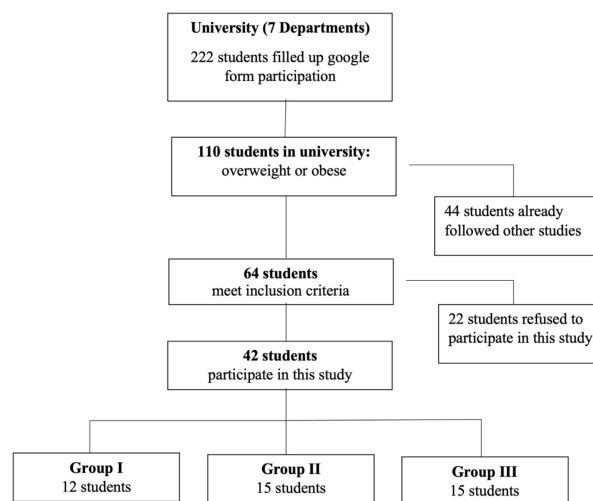 University (7 Departments)
222 students filled up google
form participation
110 students in university:
overweight or obese
44 students already
followed other studies
64 students
meet inclusion criteria
22 students refused to
participate in this study
42 students
participate in this study
Group I
12 students
Group II
15 students
Group III
15 students